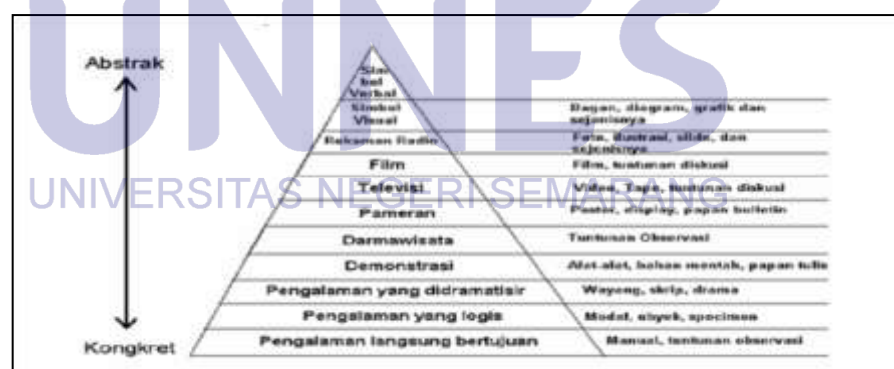 UNNES
UNIVERSITAS NEGERI SEMARANG
Abstrak
Sim
bol
Verbal
Simbol
Visual
Bagan, diagram, grafik dan
sejenisnya
Rekaman Radio
Foto, ilustrasi, slide, dan
sejenisnya
Film
Film, tuntunan diskusi
Televisi
Video, Tape, tuntunan diskusi
Pameran
Poster, display, papan bulletin
Darmawisata
Tuntunan Observasi
Demonstrasi
Alat-alat, bahan mentah, papan tulis
Pengalaman yang didramatisir
Wayang, skrip, drama
Pengalaman yang logis
Model, obyek, specimen
Kongkret
Pengalaman langsung bertujuan
Manual, tuntunan observasi